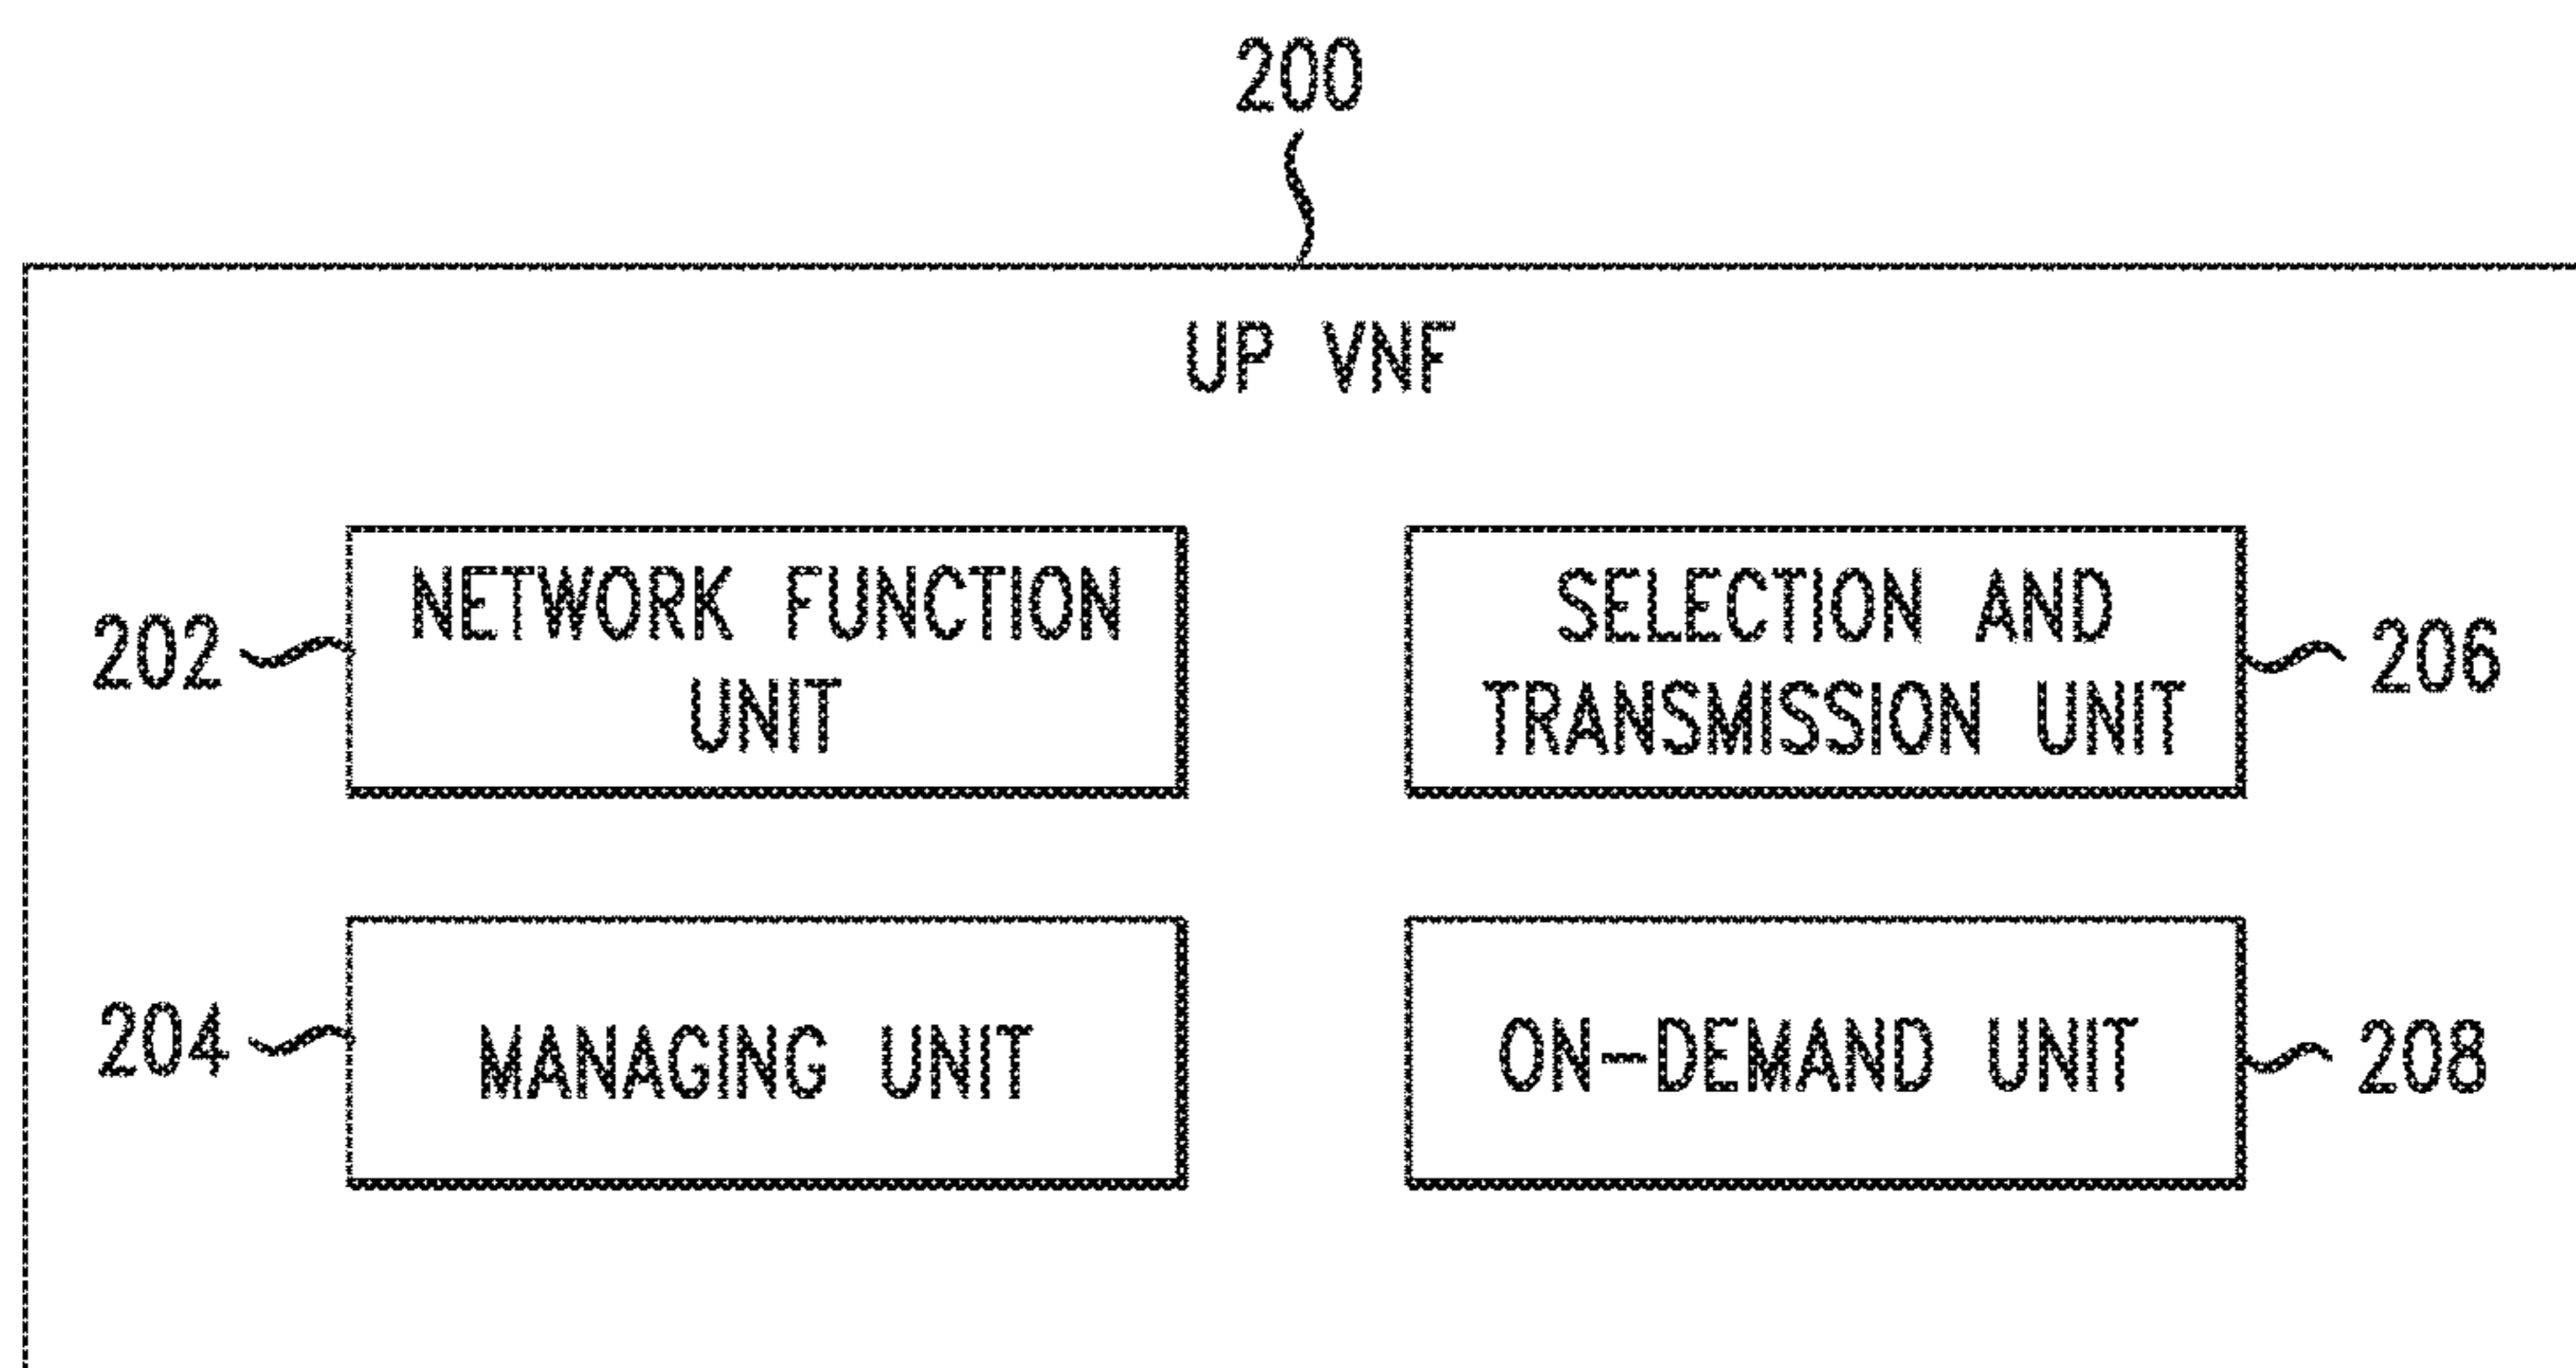 200
UP VNF
202
NETWORK FUNCTION
UNIT
SELECTION AND
TRANSMISSION UNIT
206
204
MANAGING UNIT
ON-DEMAND UNIT
208